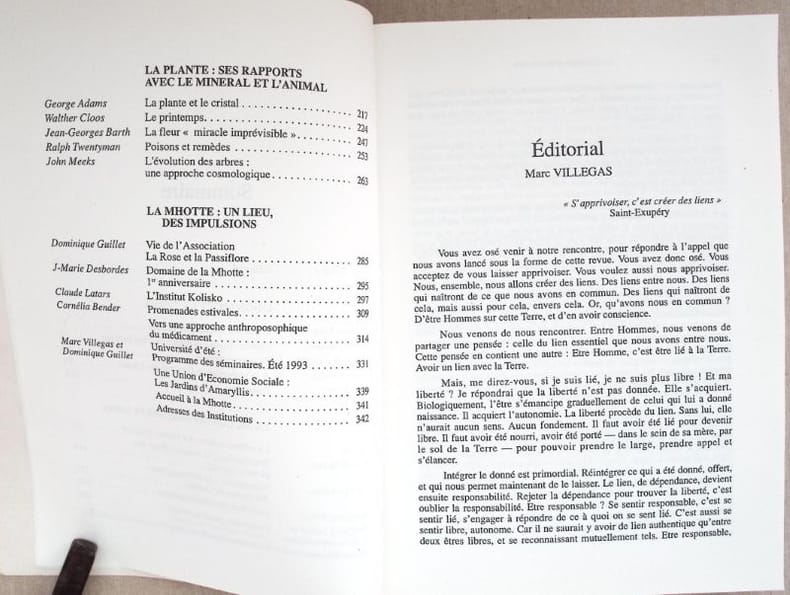 LA PLANTE : SES RAPPORTS
AVEC LE MINERAL ET L'ANIMAL
George Adams La plante et le cristal . . . . . . . . . . . . . . . . . . . . 217
Walther Cloos Le printemps. . . . . . . . . . . . . . . . . . . . . . . . . . 224
Jean-Georges Barth La fleur « miracle imprévisible ». . . . . . . . . . . 247
Ralph Twentyman Poisons et remèdes . . . . . . . . . . . . . . . . . . . . 253
John Meeks L'évolution des arbres :
une approche cosmologique . . . . . . . . . . . . . . . 263
LA MHOTTE : UN LIEU,
DES IMPULSIONS
Dominique Guillet Vie de l'Association
La Rose et la Passiflore . . . . . . . . . . . . . . . . . 285
J-Marie Desbordes Domaine de la Mhotte :
1er anniversaire . . . . . . . . . . . . . . . . . . . . . . . 295
Claude Latars L'Institut Kolisko . . . . . . . . . . . . . . . . . . . . . . 297
Cornélia Bender Promenades estivales. . . . . . . . . . . . . . . . . . . 309
Vers une approche anthroposophique
du médicament . . . . . . . . . . . . . . . . . . . . . . . . 314
Marc Villegas et Université d'été :
Dominique Guillet Programme des séminaires. Été 1993 . . . . . . . 331
Une Union d'Economie Sociale :
Les Jardins d'Amaryllis. . . . . . . . . . . . . . . . . . 339
Accueil à la Mhotte. . . . . . . . . . . . . . . . . . . . . 341
Adresses des Institutions . . . . . . . . . . . . . . . . 342
Éditorial
Marc VILLEGAS
« S'apprivoiser, c'est créer des liens »
Saint-Exupéry
Vous avez osé venir à notre rencontre, pour répondre à l'appel que
nous avons lancé sous la forme de cette revue. Vous avez donc osé. Vous
acceptez de vous laisser apprivoiser. Vous voulez aussi nous apprivoiser.
Nous, ensemble, nous allons créer des liens. Des liens entre nous. Des liens
qui naîtront de ce que nous avons en commun. Des liens qui naîtront de
cela, mais aussi pour cela, envers cela. Or, qu'avons nous en commun ?
D'être Hommes sur cette Terre, et d'en avoir conscience.
Nous venons de nous rencontrer. Entre Hommes, nous venons de
partager une pensée : celle du lien essentiel que nous avons entre nous.
Cette pensée en contient une autre : Etre Homme, c'est être lié à la Terre.
Avoir un lien avec la Terre.
Mais, me direz-vous, si je suis lié, je ne suis plus libre ! Et ma
liberté ? Je répondrai que la liberté n'est pas donnée. Elle s'acquiert.
Biologiquement, l'être s'émancipe graduellement de celui qui lui a donné
naissance. Il acquiert l'autonomie. La liberté procède du lien. Sans lui, elle
n'aurait aucun sens. Aucun fondement. Il faut avoir été lié pour devenir
libre. Il faut avoir été nourri, avoir été porté — dans le sein de sa mère, par
le sol de la Terre — pour pouvoir prendre le large, prendre appel et
s'élancer.
Intégrer le donné est primordial. Réintégrer ce qui a été donné, offert,
et qui nous permet maintenant de le laisser. Le lien, de dépendance, devient
ensuite responsabilité. Rejeter la dépendance pour trouver la liberté, c'est
oublier la responsabilité. Etre responsable ? Se sentir responsable, c'est se
sentir lié, s'engager à répondre de ce à quoi on se sent lié. C'est aussi se
sentir libre, autonome. Car il ne saurait y avoir de lien authentique qu'entre
deux êtres libres, et se reconnaissant mutuellement tels. Etre responsable,